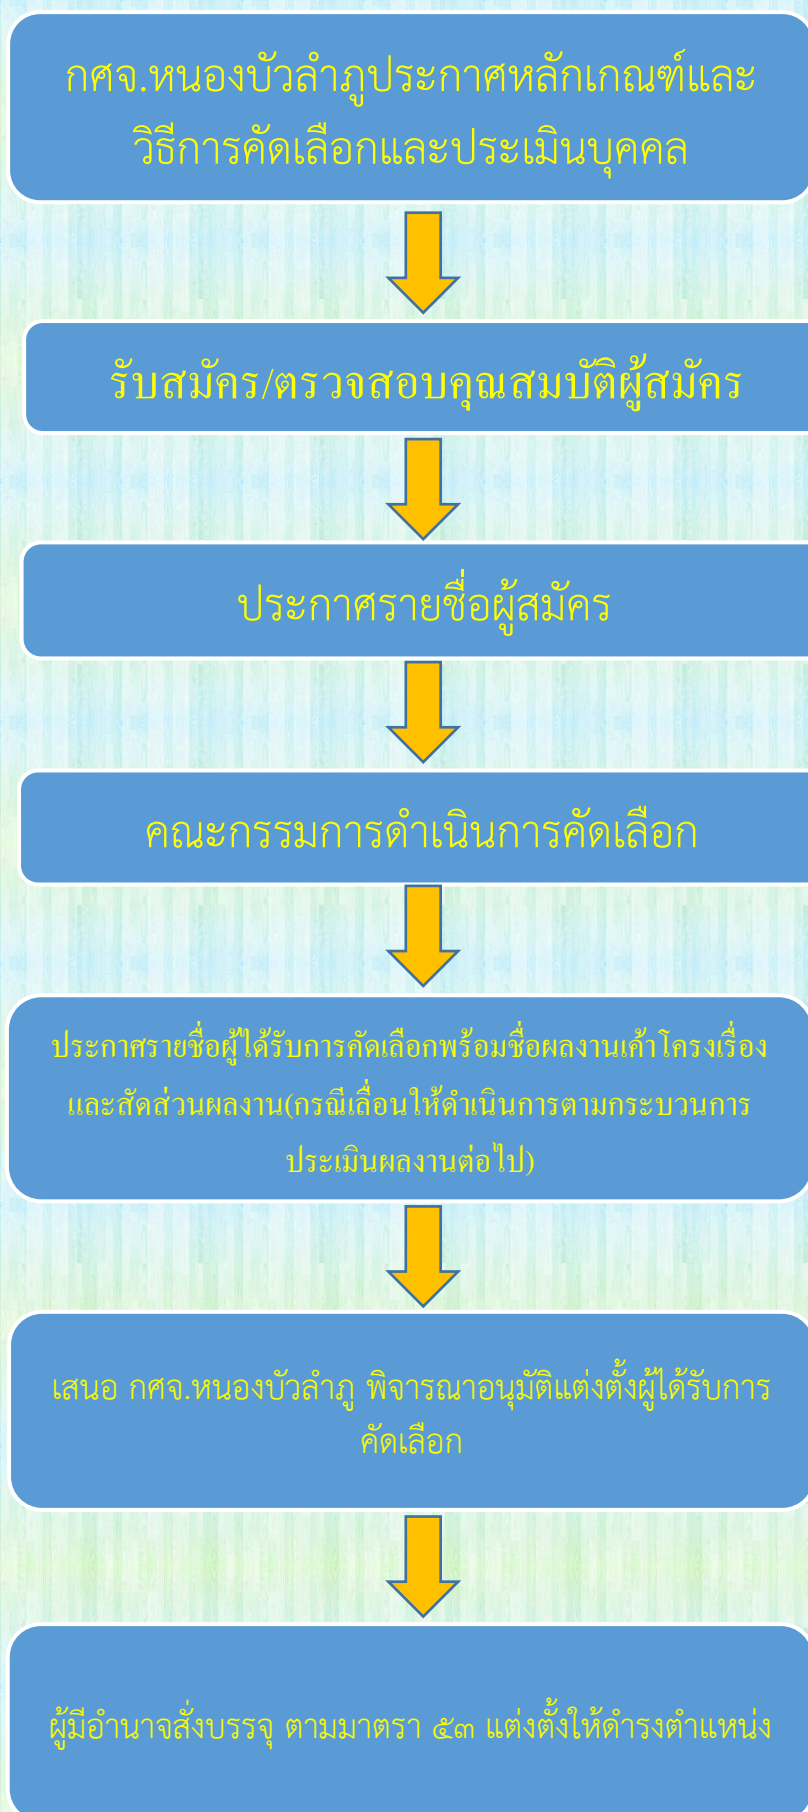 กศจ.หนองบัวลำภูประกาศหลักเกณฑ์และ
วิธีการคัดเลือกและประเมินบุคคล
รับสมัคร/ตรวจสอบคุณสมบัติผู้สมัคร
ประกาศรายชื่อผู้สมัคร
คณะกรรมการดำเนินการคัดเลือก
ประกาศรายชื่อผู้ได้รับการคัดเลือกพร้อมชื่อผลงานเค้าโครงเรื่อง
และสัดส่วนผลงาน(กรณีเลื่อนให้ดำเนินการตามกระบวนการ
ประเมินผลงานต่อไป)
เสนอ กศจ.หนองบัวลำภู พิจารณาอนุมัติแต่งตั้งผู้ได้รับการ
คัดเลือก
ผู้มีอำนาจสั่งบรรจุ ตามมาตรา ๕๓ แต่งตั้งให้ดำรงตำแหน่ง